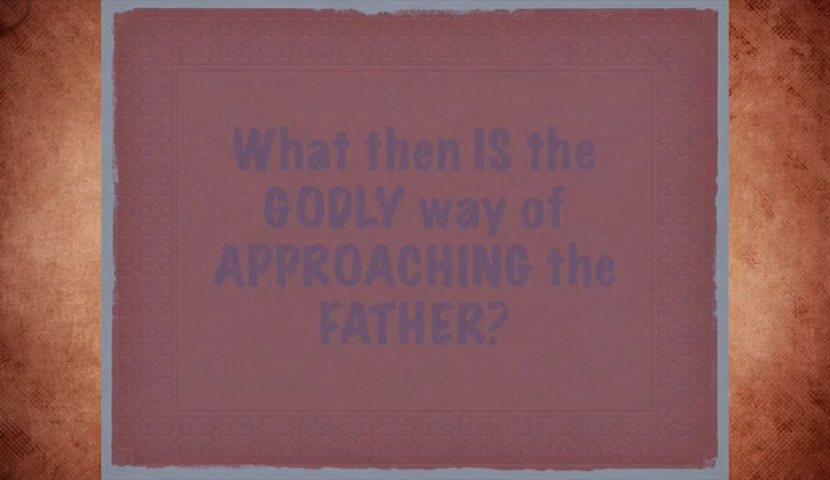 What then IS the
GODLY way of
APPROACHING the
FATHER?